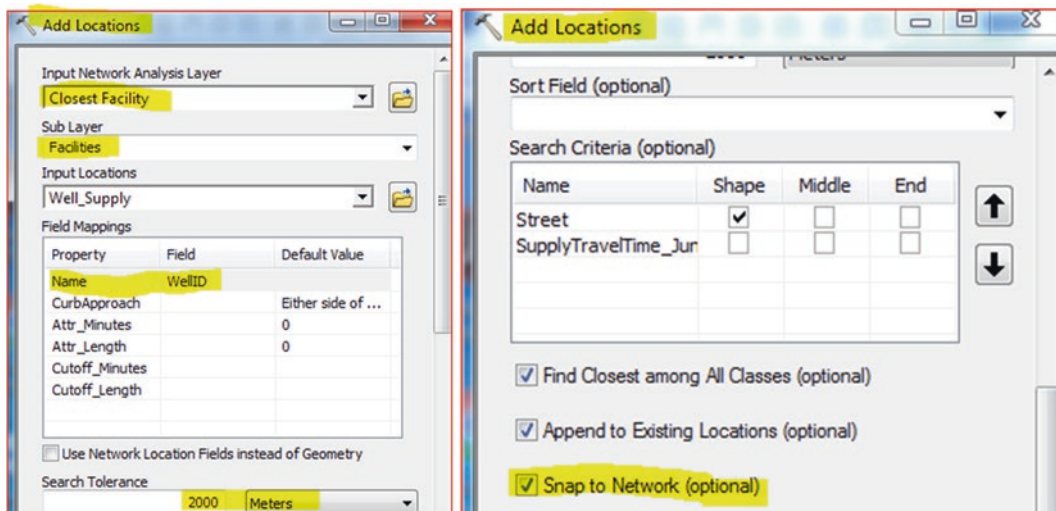 Add Locations
Input Network Analysis Layer
Closest Facility
Sub Layer
Facilities
Input Locations
Well_Supply
Field Mappings
Property Field Default Value
Name WellID
CurbApproach Either side of ...
Attr_Minutes 0
Attr_Length 0
Cutoff_Minutes
Cutoff_Length
Use Network Location Fields instead of Geometry
Search Tolerance
2000 Meters
Add Locations
2000 Meters
Sort Field (optional)
Search Criteria (optional)
Name Shape Middle End
Street
SupplyTravelTime_Jun
Find Closest among All Classes (optional)
Append to Existing Locations (optional)
Snap to Network (optional)